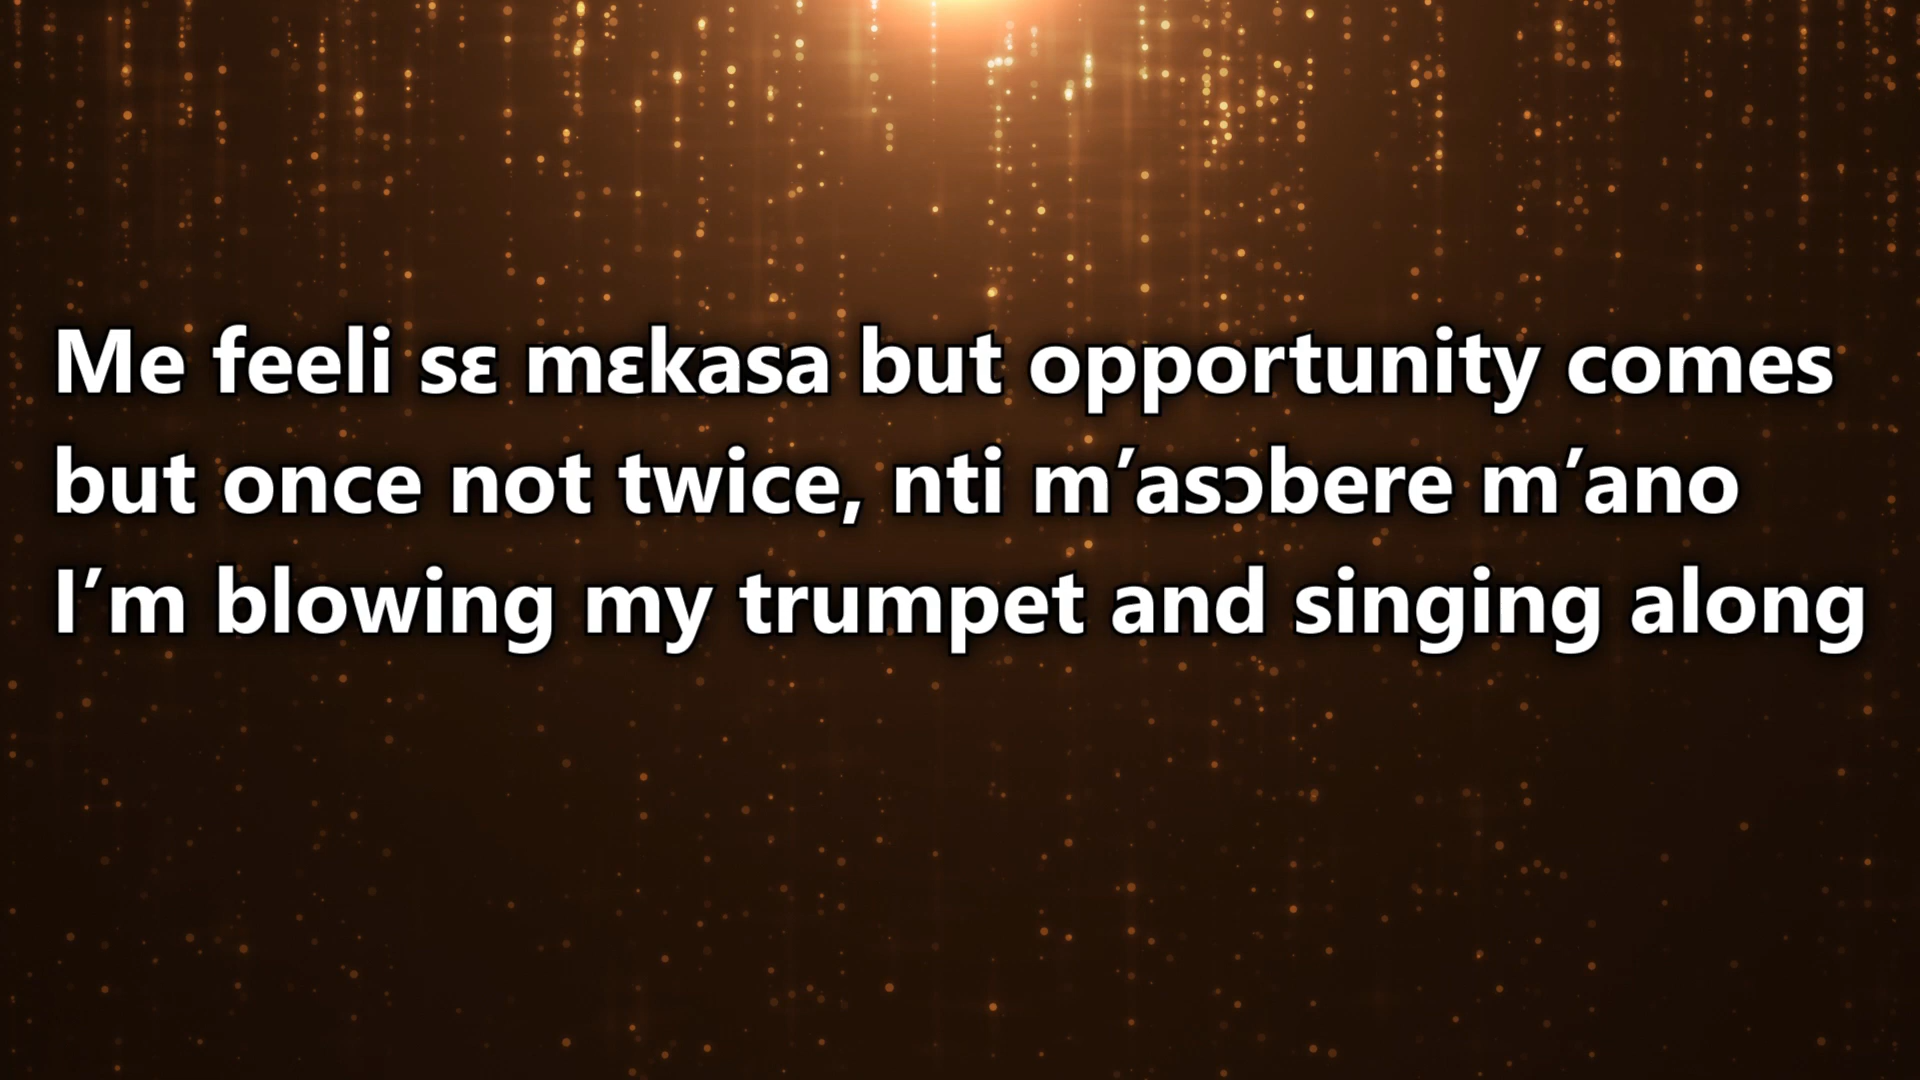 Me feeli sɛ mɛkasa but opportunity comes
but once not twice, nti m’asɔbere m’ano
I’m blowing my trumpet and singing along